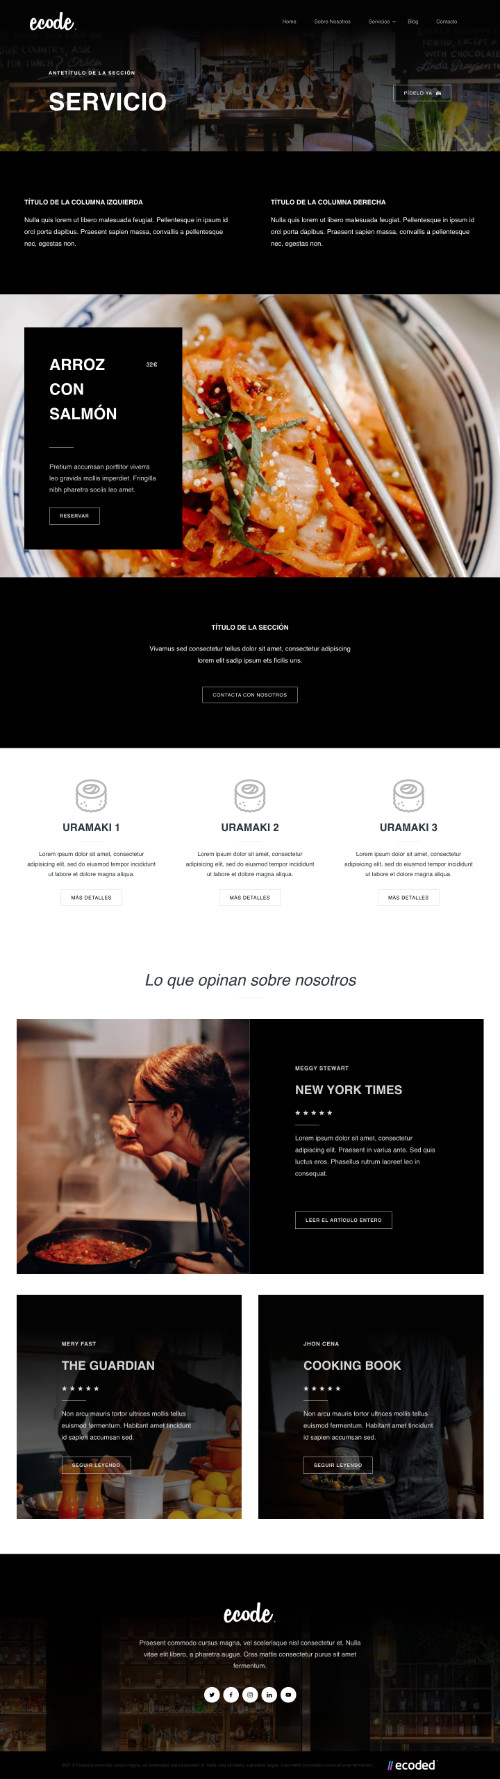 ecode
Home Sobre Nosotros Servicios Blog Contacto
ANTETÍTULO DE LA SECCIÓN
SERVICIO
PÍDELO YA
TÍTULO DE LA COLUMNA IZQUIERDA
Nulla quis lorem ut libero malesuada feugiat. Pellentesque in ipsum id
orci porta dapibus. Praesent sapien massa, convallis a pellentesque
nec, egestas non.
TÍTULO DE LA COLUMNA DERECHA
Nulla quis lorem ut libero malesuada feugiat. Pellentesque in ipsum id
orci porta dapibus. Praesent sapien massa, convallis a pellentesque
nec, egestas non.
ARROZ
CON
SALMÓN
32€
Pretium accumsan porttitor viverra
leo gravida mollis imperdiet. Fringilla
nibh pharetra sociis leo amet.
RESERVAR
TÍTULO DE LA SECCIÓN
Vivamus sed consectetur tellus dolor sit amet, consectetur adipiscing
lorem elit sadip ipsum ets ficilis uns.
CONTACTA CON NOSOTROS
URAMAKI 1
Lorem ipsum dolor sit amet, consectetur
adipisicing elit, sed do eiusmod tempor incididunt
ut labore et dolore magna aliqua.
MÁS DETALLES
URAMAKI 2
Lorem ipsum dolor sit amet, consectetur
adipisicing elit, sed do eiusmod tempor incididunt
ut labore et dolore magna aliqua.
MÁS DETALLES
URAMAKI 3
Lorem ipsum dolor sit amet, consectetur
adipisicing elit, sed do eiusmod tempor incididunt
ut labore et dolore magna aliqua.
MÁS DETALLES
Lo que opinan sobre nosotros
MEGGY STEWART
NEW YORK TIMES
Lorem ipsum dolor sit amet, consectetur
adipiscing elit. Praesent in varius ante. Sed quis
luctus eros. Phasellus rutrum laoreet leo in
consequat.
LEER EL ARTÍCULO ENTERO
MERY FAST
THE GUARDIAN
Non arcu mauris tortor ultrices mollis tellus
euismod fermentum. Habitant amet tincidunt
id sapien accumsan sed.
SEGUIR LEYENDO
JHON CENA
COOKING BOOK
Non arcu mauris tortor ultrices mollis tellus
euismod fermentum. Habitant amet tincidunt
id sapien accumsan sed.
SEGUIR LEYENDO
ecode
Praesent commodo cursus magna, vel scelerisque nisl consectetur et. Nulla
vitae elit libero, a pharetra augue. Cras mattis consectetur purus sit amet
fermentum.
ecoded